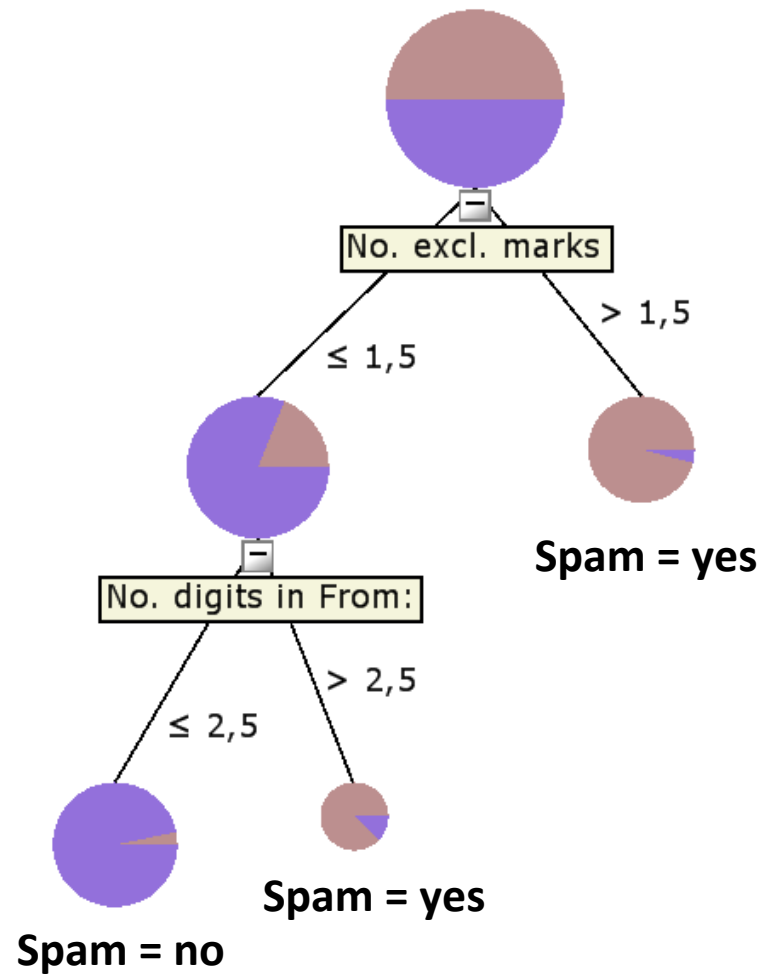 No. excl. marks
> 1,5
≤ 1,5
Spam = yes
No. digits in From:
> 2,5
≤ 2,5
Spam = yes
Spam = no